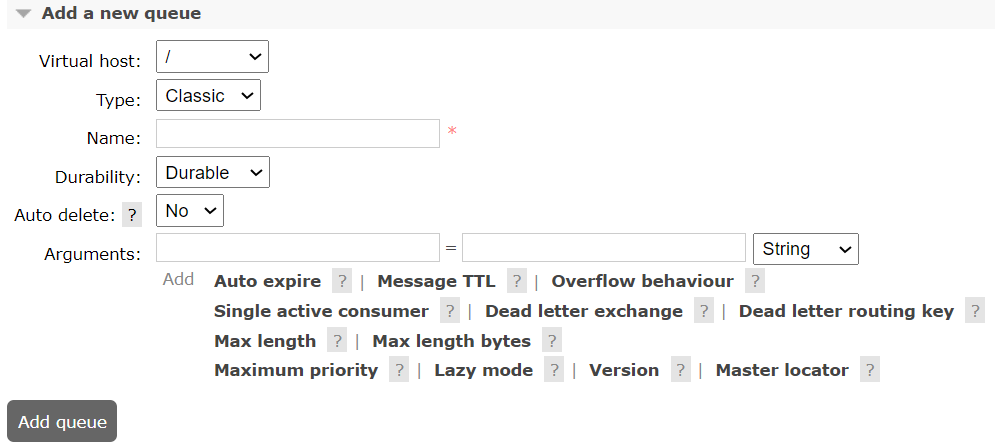 Add a new queue
Virtual host: /
Type: Classic
Name: *
Durability: Durable
Auto delete: ? No
Arguments: = String
Add Auto expire ? | Message TTL ? | Overflow behaviour ?
Single active consumer ? | Dead letter exchange ? | Dead letter routing key ?
Max length ? | Max length bytes ?
Maximum priority ? | Lazy mode ? | Version ? | Master locator ?
Add queue